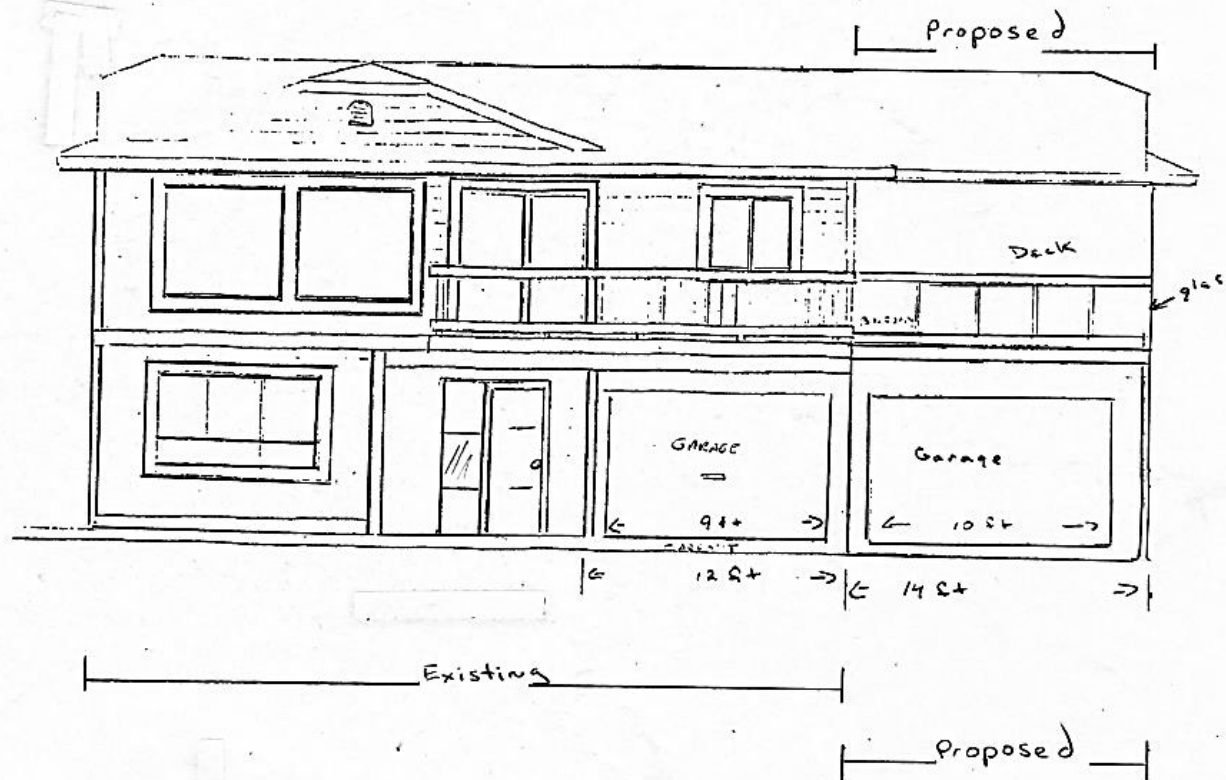 Proposed
Deck
glas
GARAGE
Garage
9 ft
10 ft
12 ft
14 ft
Existing
Proposed